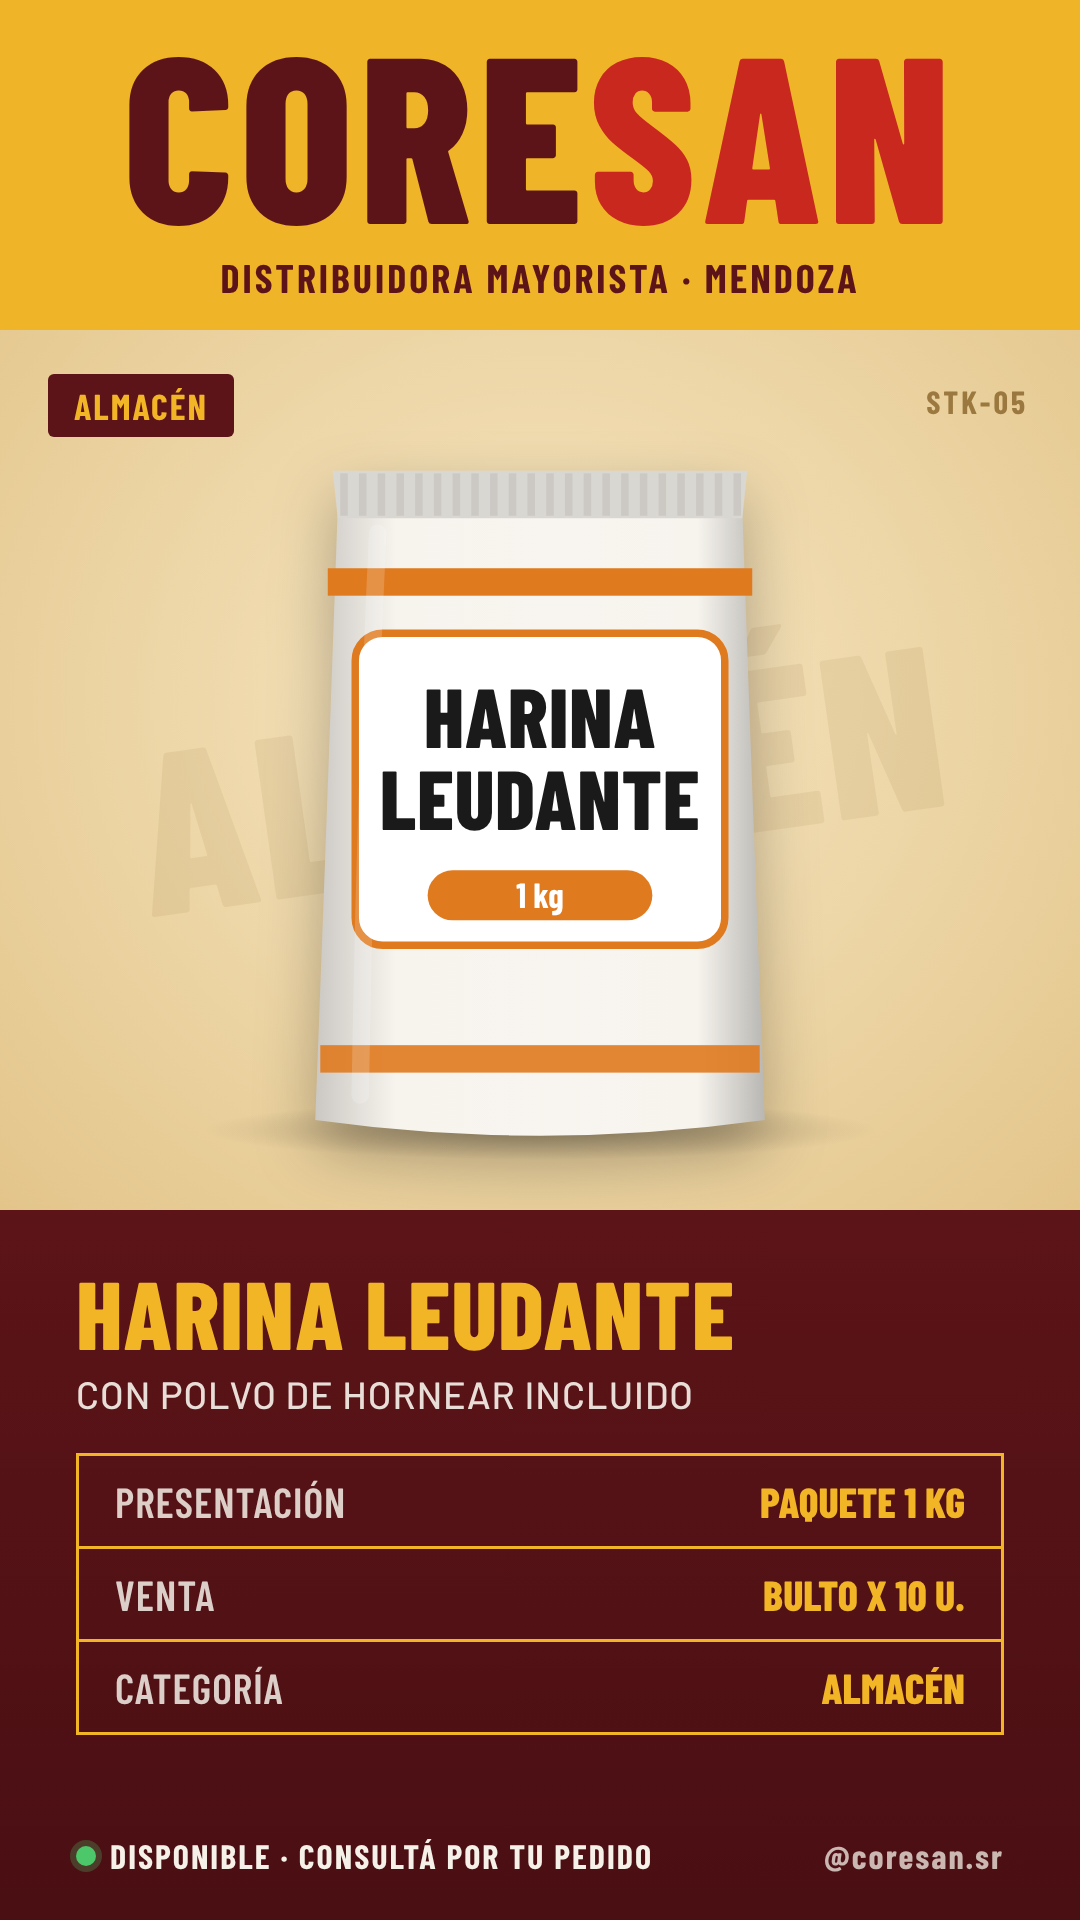 CORESAN
DISTRIBUIDORA MAYORISTA · MENDOZA
ALMACÉN
STK-05
HARINA
LEUDANTE
1 kg
HARINA LEUDANTE
CON POLVO DE HORNEAR INCLUIDO
PRESENTACIÓN PAQUETE 1 KG
VENTA BULTO X 10 U.
CATEGORÍA ALMACÉN
DISPONIBLE · CONSULTÁ POR TU PEDIDO @coresan.sr